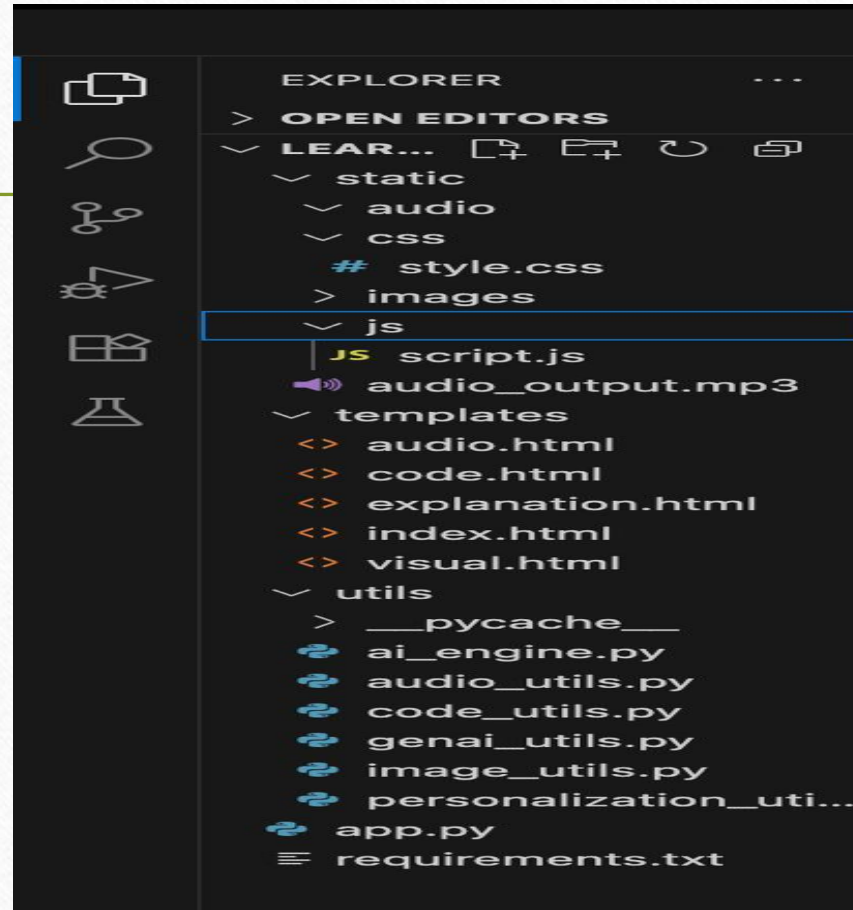 EXPLORER ...
> OPEN EDITORS
LEAR...
static
audio
css
# style.css
> images
js
JS script.js
audio_output.mp3
templates
<> audio.html
<> code.html
<> explanation.html
<> index.html
<> visual.html
utils
> __pycache__
ai_engine.py
audio_utils.py
code_utils.py
genai_utils.py
image_utils.py
personalization_uti...
app.py
requirements.txt